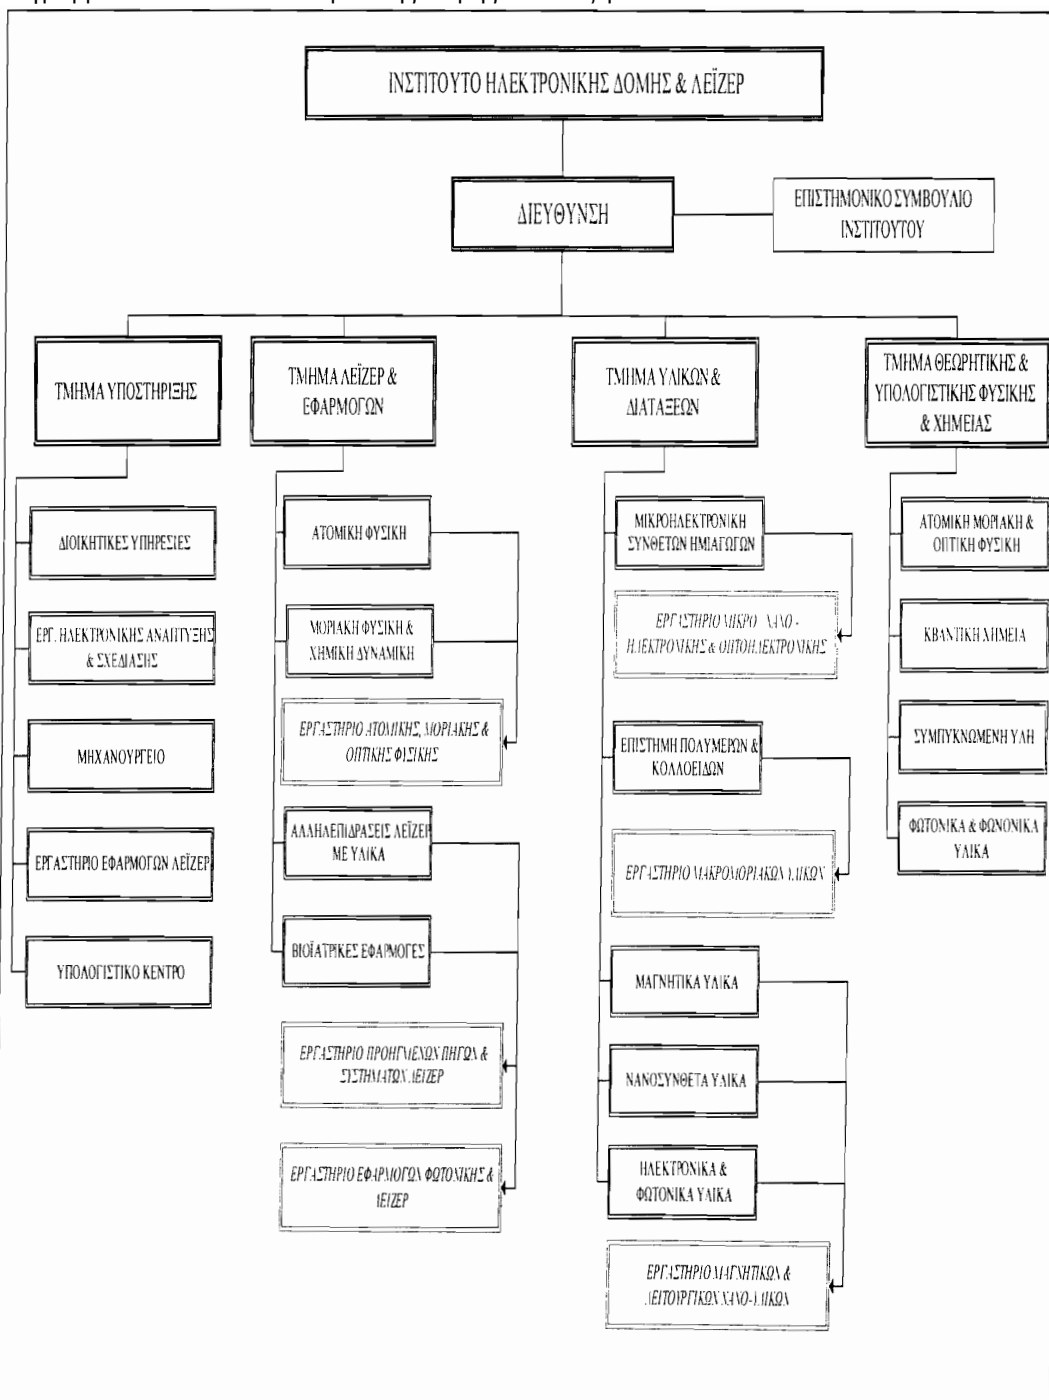 ΙΝΣΤΙΤΟΥΤΟ ΗΛΕΚΤΡΟΝΙΚΗΣ ΔΟΜΗΣ & ΛΕΪΖΕΡ
ΔΙΕΥΘΥΝΣΗ
ΕΠΙΣΤΗΜΟΝΙΚΟ ΣΥΜΒΟΥΛΙΟ
ΙΝΣΤΙΤΟΥΤΟΥ
ΤΜΗΜΑ ΥΠΟΣΤΗΡΙΞΗΣ
ΔΙΟΙΚΗΤΙΚΕΣ ΥΠΗΡΕΣΙΕΣ
ΕΡΓ. ΗΛΕΚΤΡΟΝΙΚΗΣ ΑΝΑΠΤΥΞΗΣ
& ΣΧΕΔΙΑΣΗΣ
ΜΗΧΑΝΟΥΡΓΕΙΟ
ΕΡΓΑΣΤΗΡΙΟ ΕΦΑΡΜΟΓΩΝ ΛΕΪΖΕΡ
ΥΠΟΛΟΓΙΣΤΙΚΟ ΚΕΝΤΡΟ
ΤΜΗΜΑ ΛΕΪΖΕΡ &
ΕΦΑΡΜΟΓΩΝ
ΑΤΟΜΙΚΗ ΦΥΣΙΚΗ
ΜΟΡΙΑΚΗ ΦΥΣΙΚΗ &
ΧΗΜΙΚΗ ΔΥΝΑΜΙΚΗ
ΕΡΓΑΣΤΗΡΙΟ ΑΤΟΜΙΚΗΣ, ΜΟΡΙΑΚΗΣ &
ΟΠΤΙΚΗΣ ΦΥΣΙΚΗΣ
ΑΛΛΗΛΕΠΙΔΡΑΣΕΙΣ ΛΕΪΖΕΡ
ΜΕ ΥΛΙΚΑ
ΒΙΟΪΑΤΡΙΚΕΣ ΕΦΑΡΜΟΓΕΣ
ΕΡΓΑΣΤΗΡΙΟ ΠΡΟΗΓΜΕΝΩΝ ΠΗΓΩΝ &
ΣΥΣΤΗΜΑΤΩΝ ΛΕΙΖΕΡ
ΕΡΓΑΣΤΗΡΙΟ ΕΦΑΡΜΟΓΩΝ ΦΩΤΟΝΙΚΗΣ &
ΛΕΙΖΕΡ
ΤΜΗΜΑ ΥΛΙΚΩΝ &
ΔΙΑΤΑΞΕΩΝ
ΜΙΚΡΟΗΛΕΚΤΡΟΝΙΚΗ
ΣΥΝΘΕΤΩΝ ΗΜΙΑΓΩΓΩΝ
ΕΡΓΑΣΤΗΡΙΟ ΜΙΚΡΟ - ΝΑΝΟ -
ΗΛΕΚΤΡΟΝΙΚΗΣ & ΟΠΤΟΗΛΕΚΤΡΟΝΙΚΗΣ
ΕΠΙΣΤΗΜΗ ΠΟΛΥΜΕΡΩΝ &
ΚΟΛΛΟΕΙΔΩΝ
ΕΡΓΑΣΤΗΡΙΟ ΜΑΚΡΟΜΟΡΙΑΚΩΝ ΥΛΙΚΩΝ
ΜΑΓΝΗΤΙΚΑ ΥΛΙΚΑ
ΝΑΝΟΣΥΝΘΕΤΑ ΥΛΙΚΑ
ΗΛΕΚΤΡΟΝΙΚΑ &
ΦΩΤΟΝΙΚΑ ΥΛΙΚΑ
ΕΡΓΑΣΤΗΡΙΟ ΜΑΓΝΗΤΙΚΩΝ &
ΛΕΙΤΟΥΡΓΙΚΩΝ ΝΑΝΟ-ΥΛΙΚΩΝ
ΤΜΗΜΑ ΘΕΩΡΗΤΙΚΗΣ &
ΥΠΟΛΟΓΙΣΤΙΚΗΣ ΦΥΣΙΚΗΣ
& ΧΗΜΕΙΑΣ
ΑΤΟΜΙΚΗ ΜΟΡΙΑΚΗ &
ΟΠΤΙΚΗ ΦΥΣΙΚΗ
ΚΒΑΝΤΙΚΗ ΧΗΜΕΙΑ
ΣΥΜΠΥΚΝΩΜΕΝΗ ΥΛΗ
ΦΩΤΟΝΙΚΑ & ΦΩΝΟΝΙΚΑ
ΥΛΙΚΑ